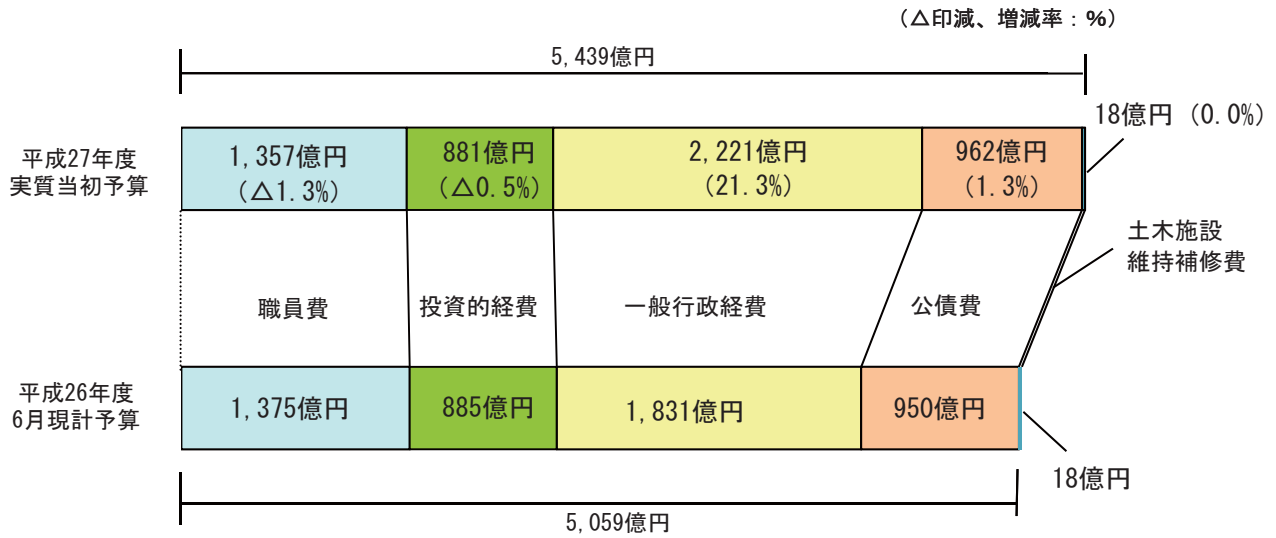 (△印減、増減率：%)
5,439億円
18億円 (0.0%)
平成27年度
実質当初予算
1,357億円
(△1.3%)
881億円
(△0.5%)
2,221億円
(21.3%)
962億円
(1.3%)
土木施設
維持補修費
職員費
投資的経費
一般行政経費
公債費
平成26年度
6月現計予算
1,375億円
885億円
1,831億円
950億円
18億円
5,059億円